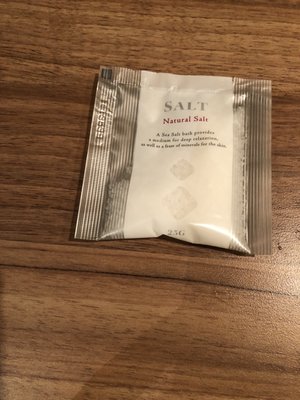 SALT
Natural Salt
A Sea Salt bath provides
a medium for deep relaxation,
as well as a feast of minerals for the skin.
25G